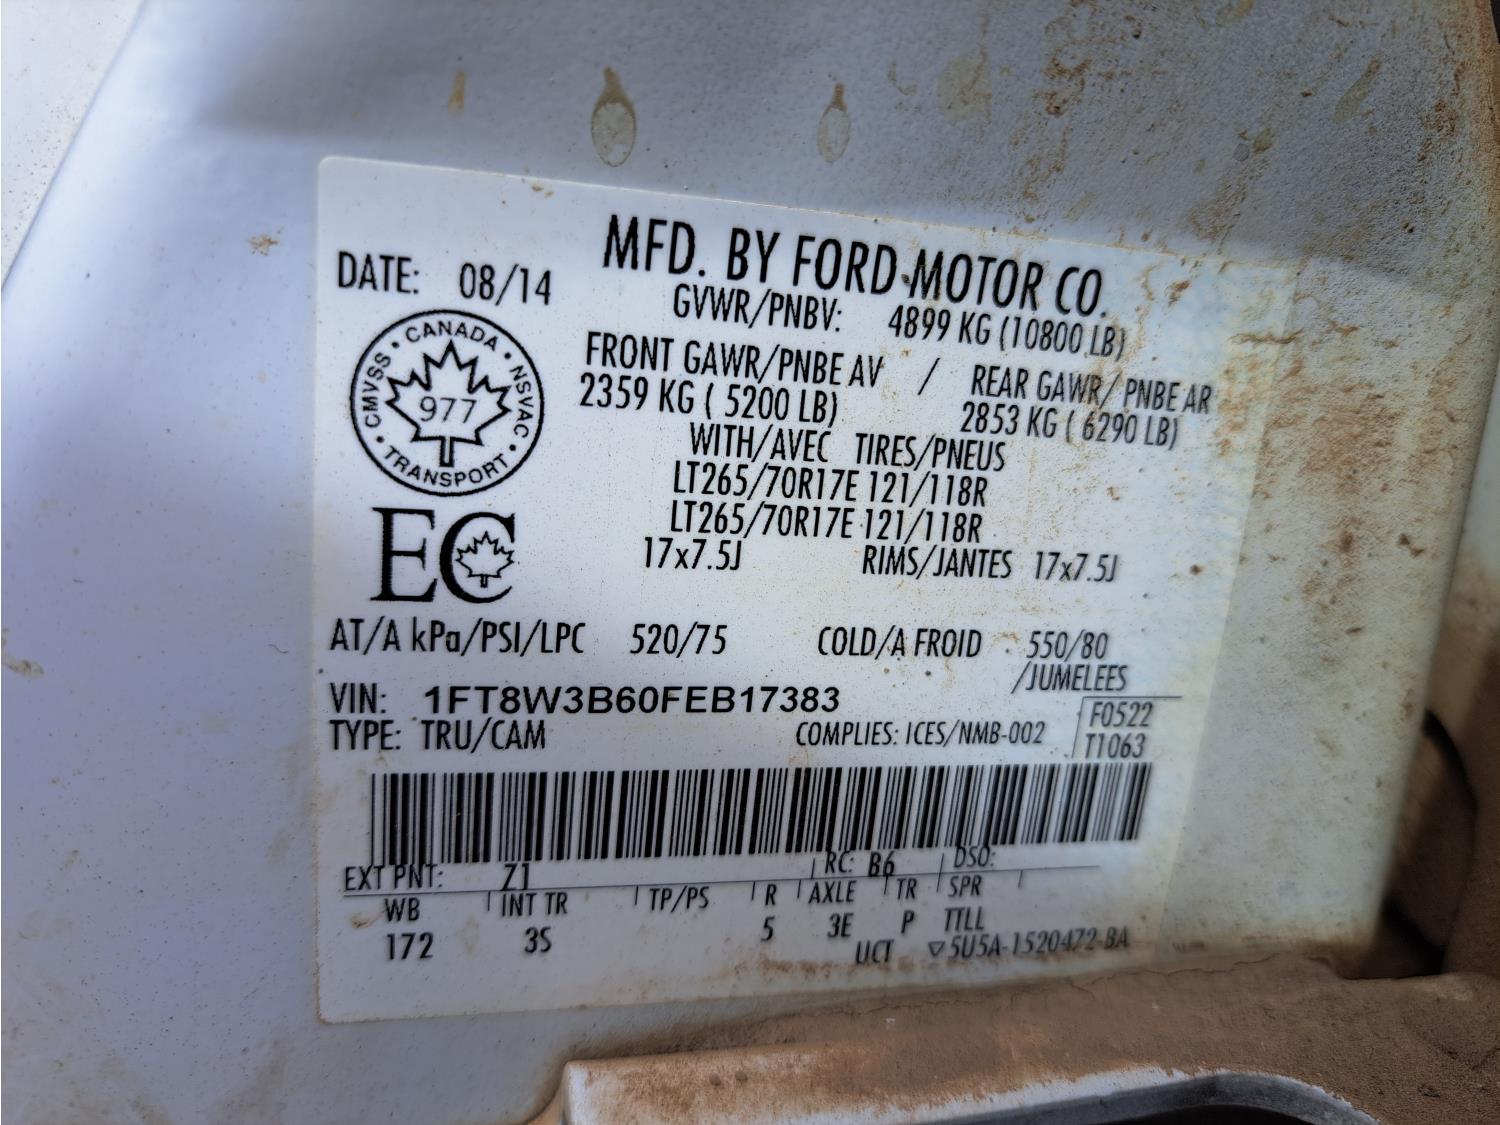 MFD. BY FORD MOTOR CO.
DATE: 08/14
GVWR/PNBV: 4899 KG (10800 LB)
FRONT GAWR/PNBE AV / REAR GAWR/PNBE AR
2359 KG ( 5200 LB) 2853 KG ( 6290 LB)
WITH/AVEC TIRES/PNEUS
LT265/70R17E 121/118R
LT265/70R17E 121/118R
17x7.5J RIMS/JANTES 17x7.5J
CMVSS • CANADA • NSVAC • TRANSPORT •
977
EC
AT/A kPa/PSI/LPC 520/75 COLD/A FROID 550/80
/JUMELEES
VIN: 1FT8W3B60FEB17383
F0522
TYPE: TRU/CAM COMPLIES: ICES/NMB-002 T1063
EXT PNT: Z1 RC: B6 DSO:
WB INT TR TP/PS R AXLE TR SPR
172 3S 5 3E P TTLL
UCT ▽5U5A-1520472-BA